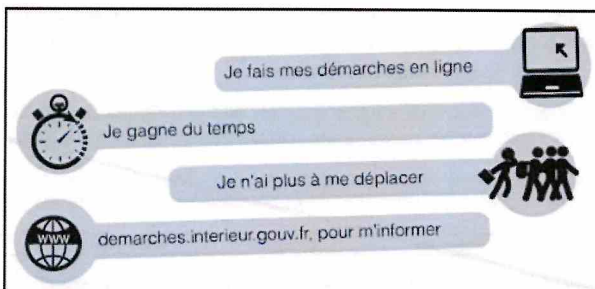 Je fais mes démarches en ligne
Je gagne du temps
Je n'ai plus à me déplacer
www
demarches.interieur.gouv.fr, pour m'informer